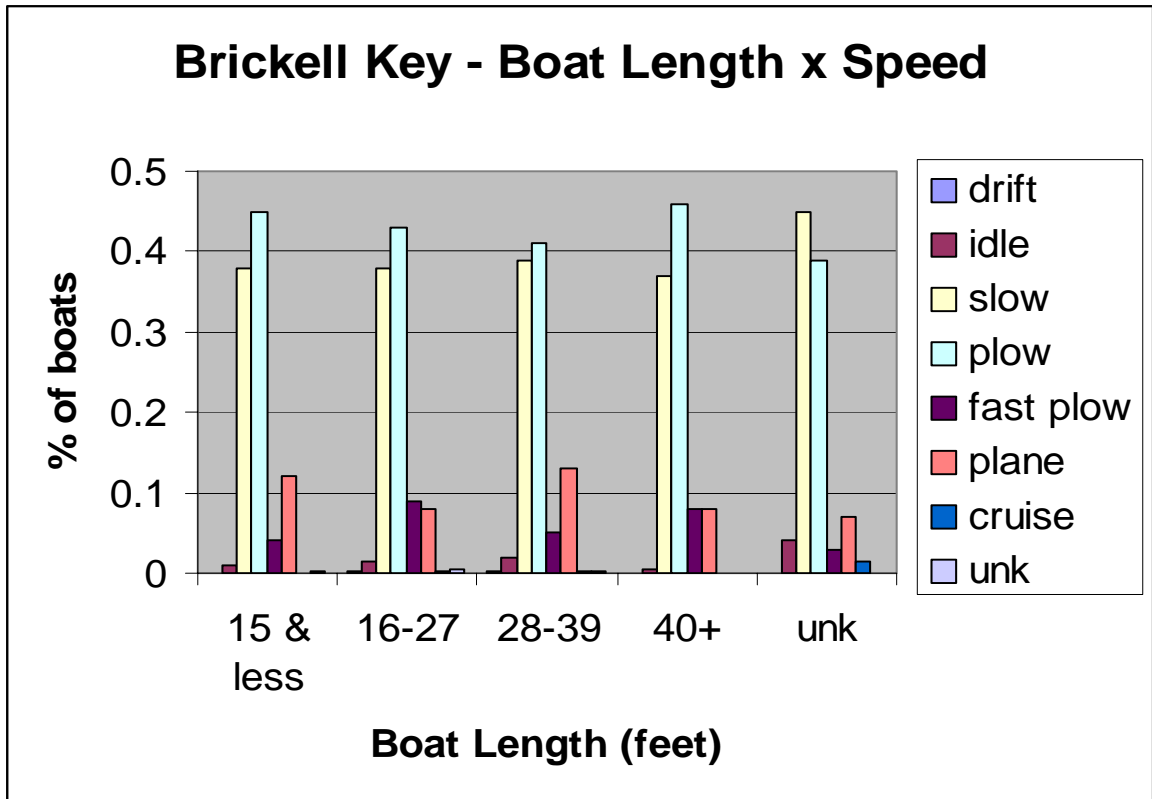 Brickell Key - Boat Length x Speed
% of boats
0.5
0.4
0.3
0.2
0.1
0
15 &
less
16-27
28-39
40+
unk
Boat Length (feet)
drift
idle
slow
plow
fast plow
plane
cruise
unk